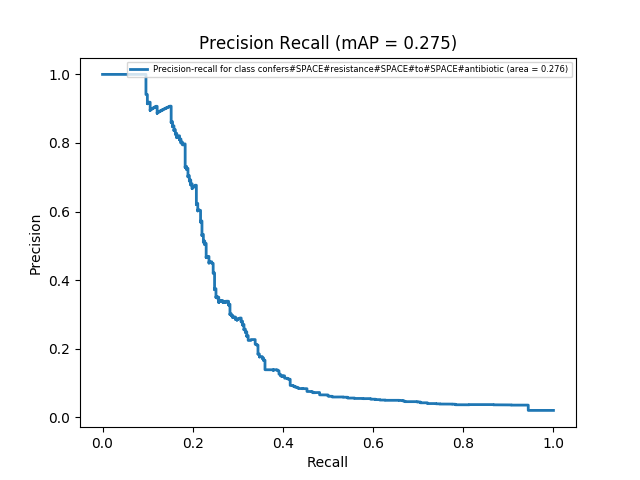 Precision Recall (mAP = 0.275)
Precision-recall for class confers#SPACE#resistance#SPACE#to#SPACE#antibiotic (area = 0.276)
1.0
0.8
0.6
0.4
0.2
0.0
Precision
0.0 0.2 0.4 0.6 0.8 1.0
Recall